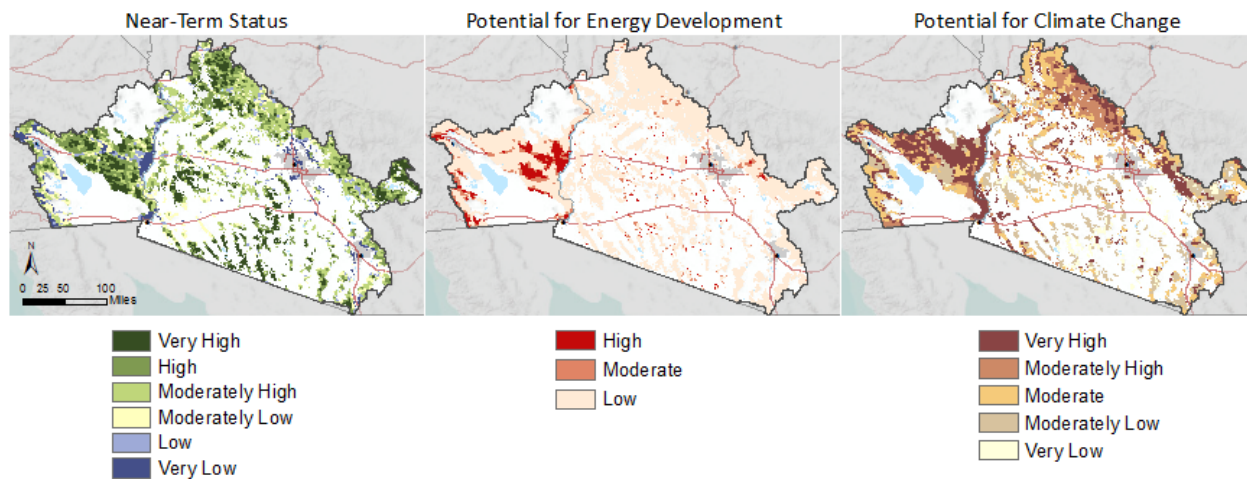 Near-Term Status
Potential for Energy Development
Potential for Climate Change
N
0 25 50 100
Miles
Very High
High
Moderately High
Moderately Low
Low
Very Low
High
Moderate
Low
Very High
Moderately High
Moderate
Moderately Low
Very Low